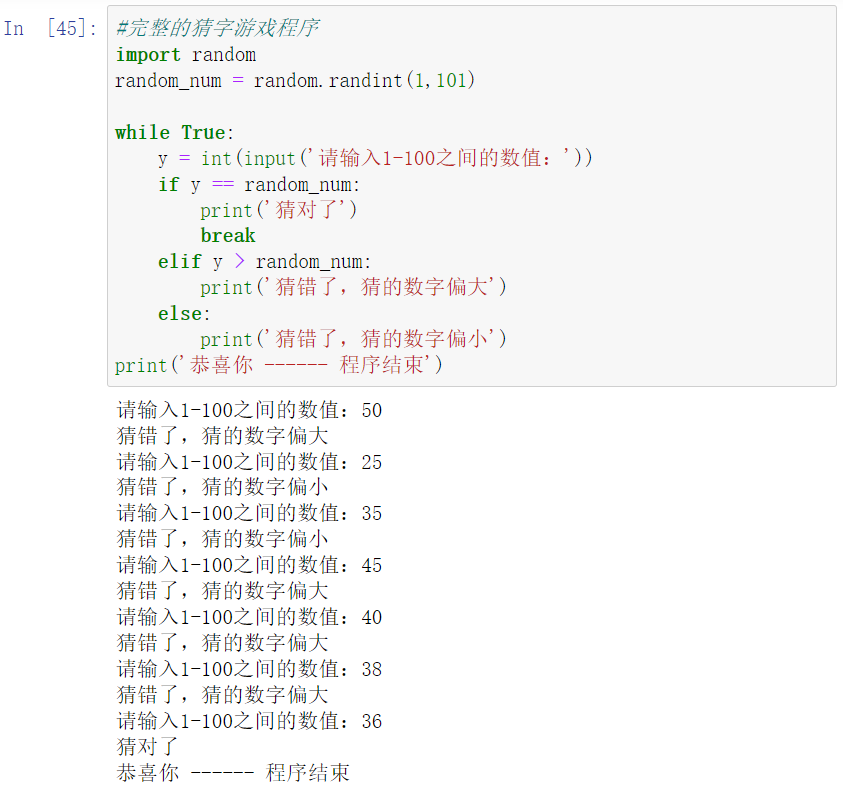 In [45]:
#完整的猜字游戏程序
import random
random_num = random.randint(1,101)
while True:
    y = int(input('请输入1-100之间的数值：'))
    if y == random_num:
        print('猜对了')
        break
    elif y > random_num:
        print('猜错了，猜的数字偏大')
    else:
        print('猜错了，猜的数字偏小')
print('恭喜你 ------ 程序结束')
请输入1-100之间的数值：50
猜错了，猜的数字偏大
请输入1-100之间的数值：25
猜错了，猜的数字偏小
请输入1-100之间的数值：35
猜错了，猜的数字偏小
请输入1-100之间的数值：45
猜错了，猜的数字偏大
请输入1-100之间的数值：40
猜错了，猜的数字偏大
请输入1-100之间的数值：38
猜错了，猜的数字偏大
请输入1-100之间的数值：36
猜对了
恭喜你 ------ 程序结束